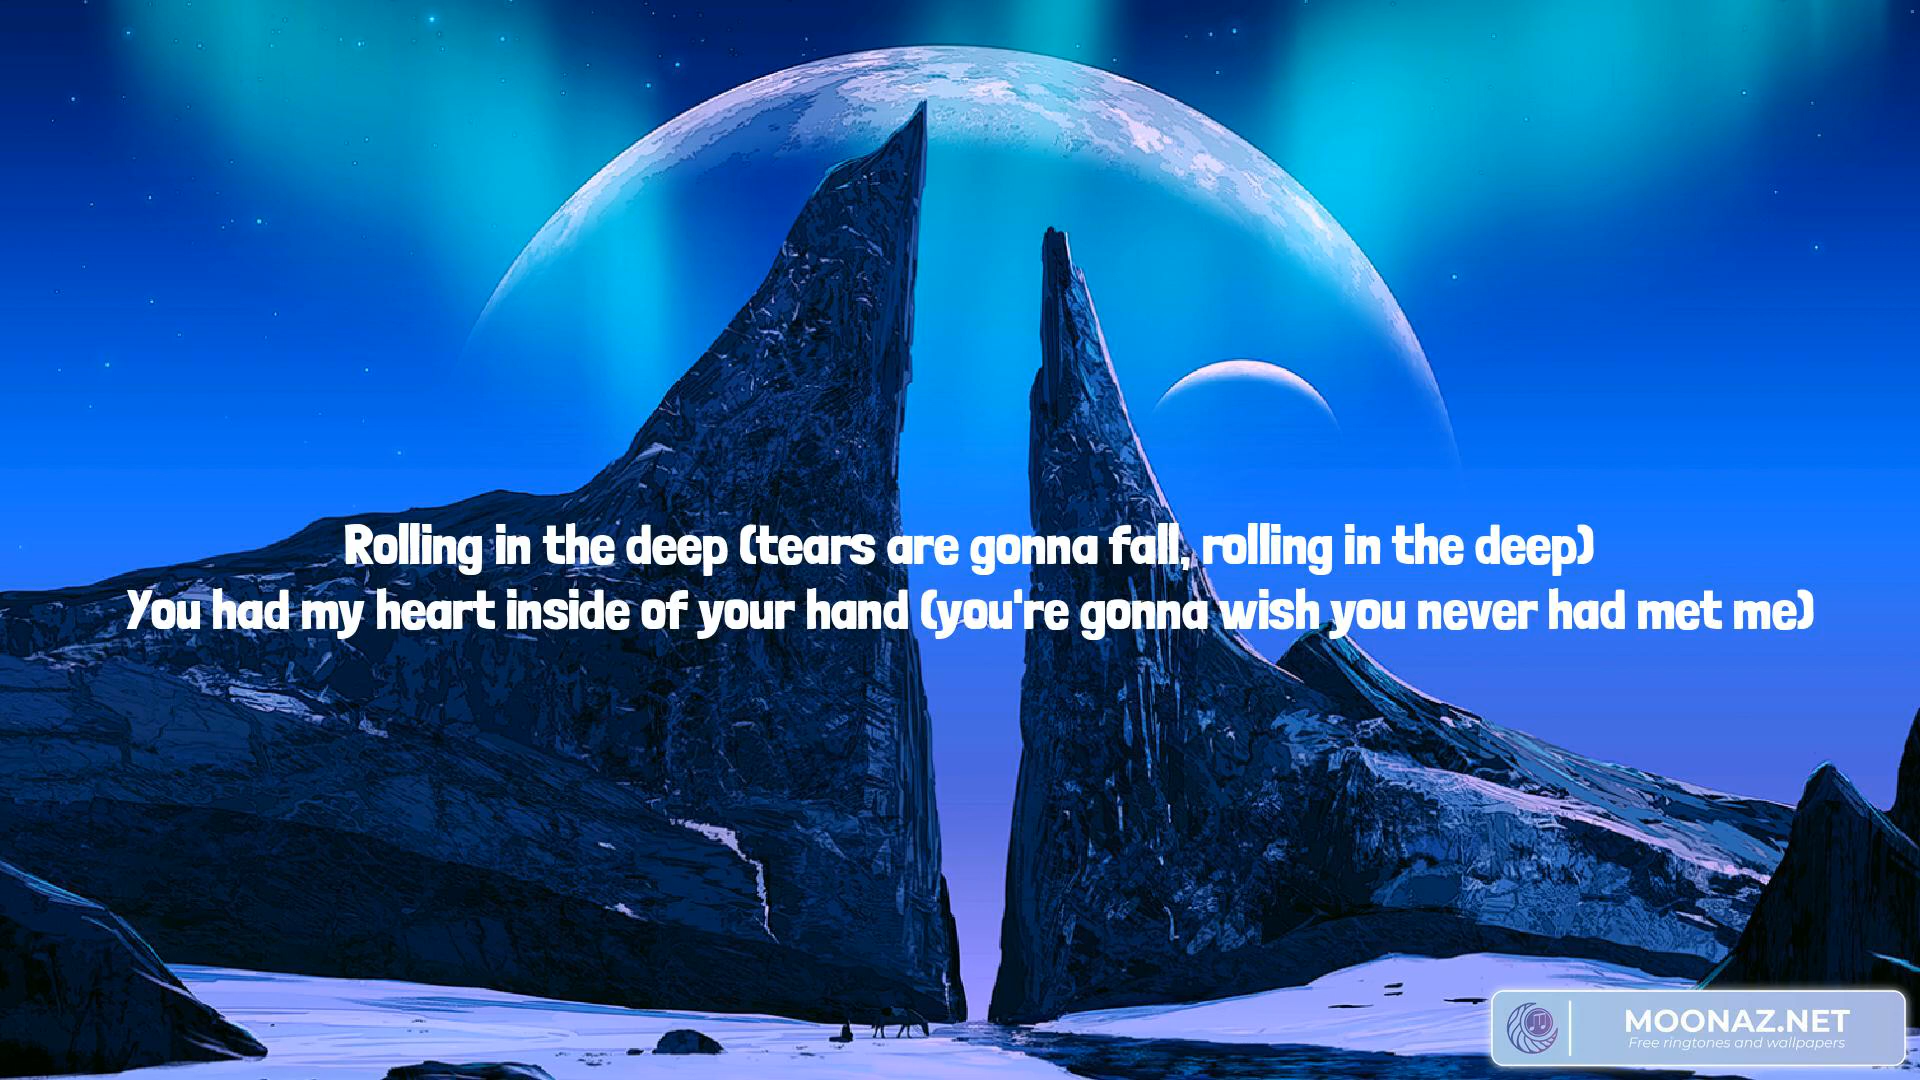 Rolling in the deep (tears are gonna fall, rolling in the deep)
You had my heart inside of your hand (you're gonna wish you never had met me)
MOONAZ.NET
Free ringtones and wallpapers